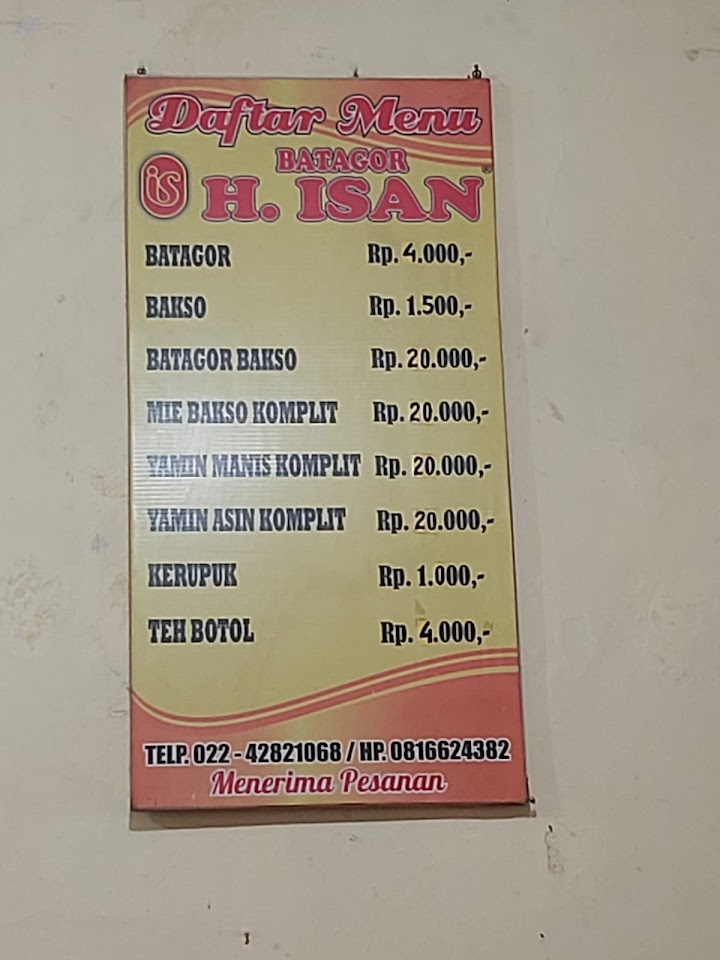 Daftar Menu
BATAGOR
is H. ISAN®
BATAGOR Rp. 4.000,-
BAKSO Rp. 1.500,-
BATAGOR BAKSO Rp. 20.000,-
MIE BAKSO KOMPLIT Rp. 20.000,-
YAMIN MANIS KOMPLIT Rp. 20.000,-
YAMIN ASIN KOMPLIT Rp. 20.000,-
KERUPUK Rp. 1.000,-
TEH BOTOL Rp. 4.000,-
TELP. 022 - 42821068 / HP. 0816624382
Menerima Pesanan